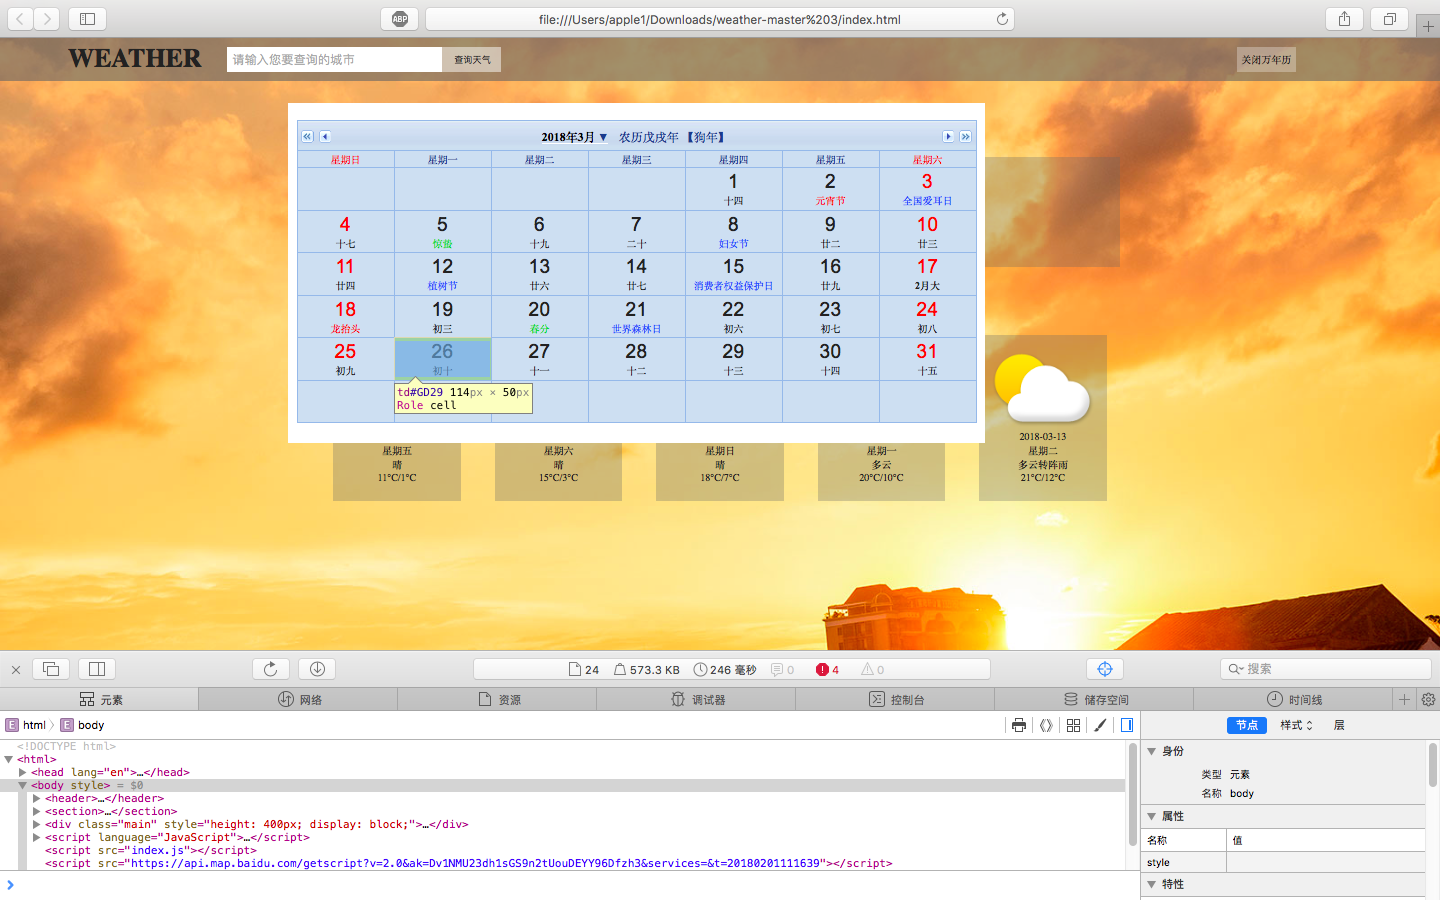 ABP
file:///Users/apple1/Downloads/weather-master%203/index.html
WEATHER
请输入您要查询的城市
查询天气
关闭万年历
2018年3月▼ 农历戊戌年 【狗年】
星期日 星期一 星期二 星期三 星期四 星期五 星期六
1 2 3
十四 元宵节 全国爱耳日
4 5 6 7 8 9 10
十七 惊蛰 十九 二十 妇女节 廿二 廿三
11 12 13 14 15 16 17
廿四 植树节 廿六 廿七 消费者权益保护日 廿九 2月大
18 19 20 21 22 23 24
龙抬头 初三 春分 世界森林日 初六 初七 初八
25 26 27 28 29 30 31
初九 初十 十一 十二 十三 十四 十五
td#GD29 114px × 50px
Role cell
2018-03-13
星期五 星期六 星期日 星期一 星期二
晴 晴 晴 多云 多云转阵雨
11°C/1°C 15°C/3°C 18°C/7°C 20°C/10°C 21°C/12°C
24 573.3 KB 246 毫秒 0 4 0
搜索
元素 网络 资源 调试器 控制台 储存空间 时间线
E html E body
节点 样式 层
<!DOCTYPE html>
<html>
<head lang="en">…</head>
<body style> = $0
<header>…</header>
<section>…</section>
<div class="main" style="height: 400px; display: block;">…</div>
<script language="JavaScript">…</script>
<script src="index.js"></script>
<script src="https://api.map.baidu.com/getscript?v=2.0&ak=Dv1NMU23dh1sGS9n2tUouDEYY96Dfzh3&services=&t=20180201111639"></script>
身份
类型 元素
名称 body
属性
名称 值
style
特性